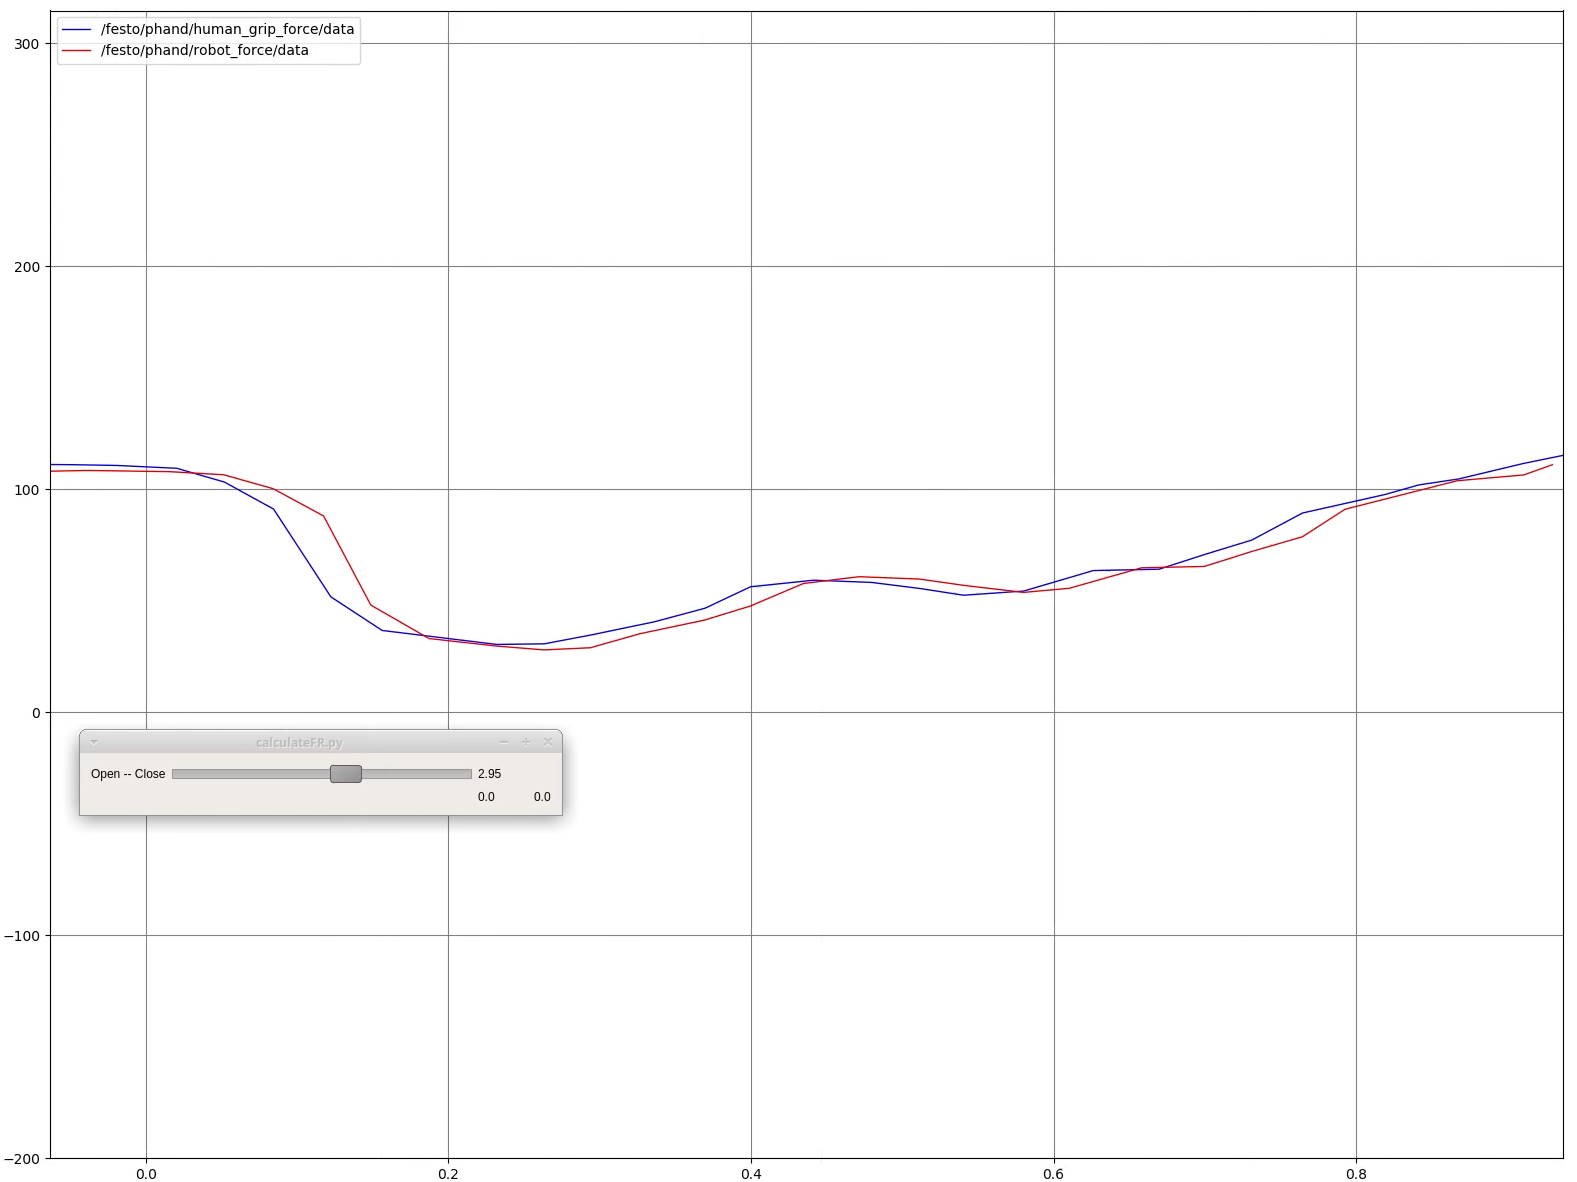 /festo/phand/human_grip_force/data
/festo/phand/robot_force/data
300
200
100
0
−100
−200
calculateFR.py
Open -- Close 2.95
0.0 0.0
0.0 0.2 0.4 0.6 0.8